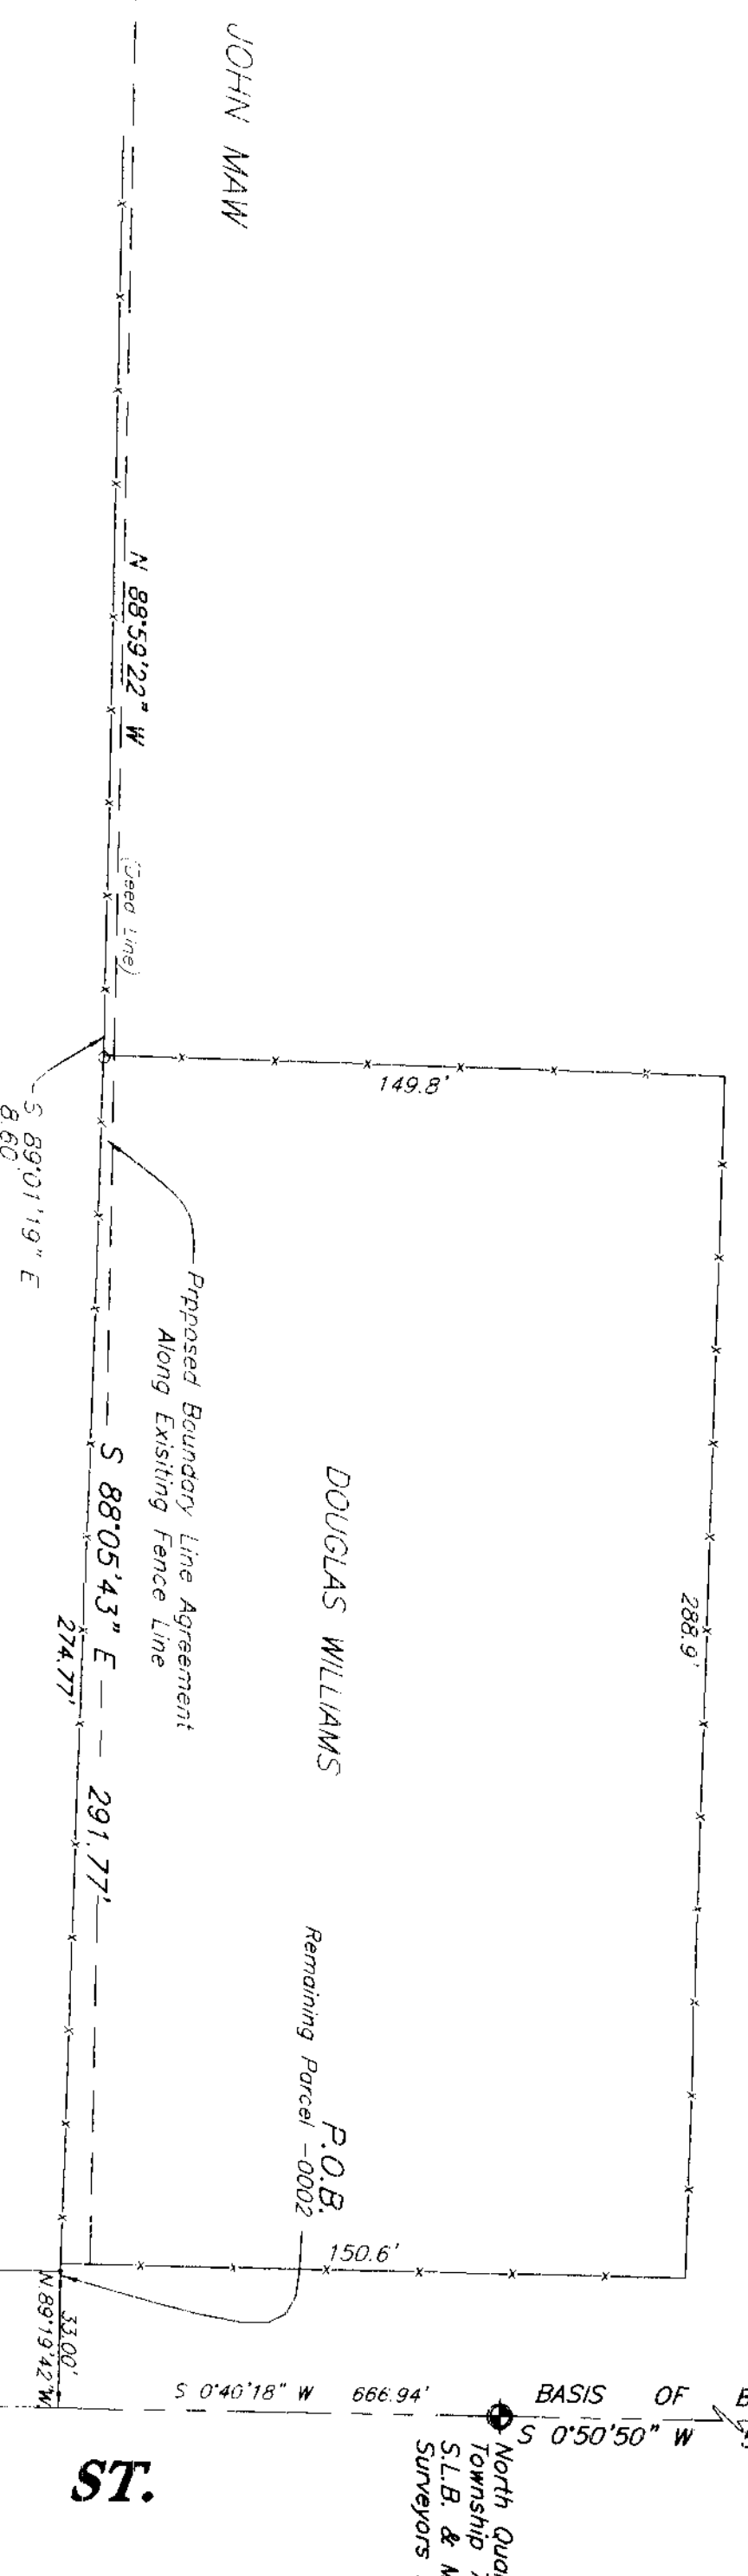 JOHN MAW
N 88°59'22" W
(Deed Line)
149.8'
S 89°01'19" E
8.60'
Proposed Boundary Line Agreement
Along Exisiting Fence Line
S 88°05'43" E
291.77'
274.77'
288.9'
DOUGLAS WILLIAMS
P.O.B.
Remaining Parcel -0002
150.6'
33.00'
N 89°19'42" W
S 0°40'18" W 666.94'
BASIS OF B
S 0°50'50" W
North Qua
Township
S.L.B. & M
Surveyors
ST.